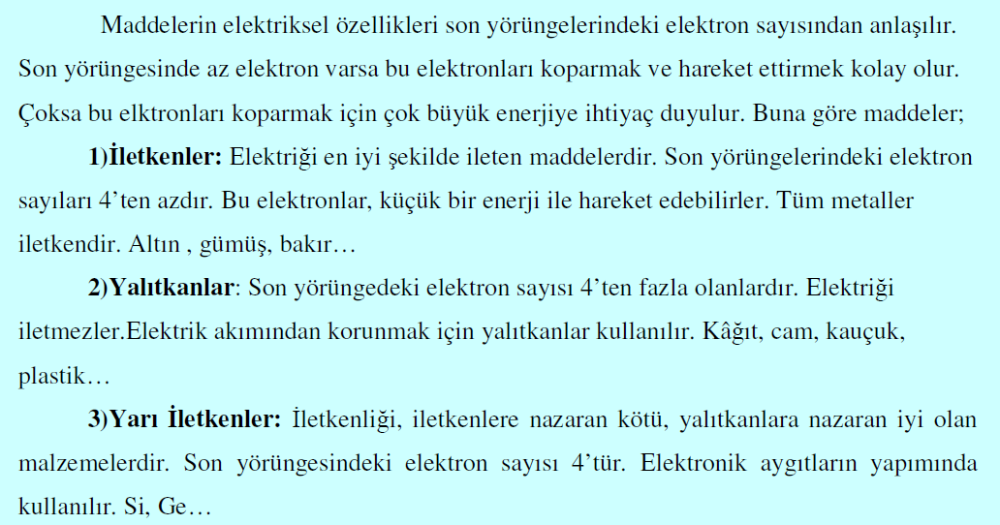 Maddelerin elektriksel özellikleri son yörüngelerindeki elektron sayısından anlaşılır.
Son yörüngesinde az elektron varsa bu elektronları koparmak ve hareket ettirmek kolay olur.
Çoksa bu elktronları koparmak için çok büyük enerjiye ihtiyaç duyulur. Buna göre maddeler;
1)İletkenler: Elektriği en iyi şekilde ileten maddelerdir. Son yörüngelerindeki elektron
sayıları 4’ten azdır. Bu elektronlar, küçük bir enerji ile hareket edebilirler. Tüm metaller
iletkendir. Altın , gümüş, bakır…
2)Yalıtkanlar: Son yörüngedeki elektron sayısı 4’ten fazla olanlardır. Elektriği
iletmezler.Elektrik akımından korunmak için yalıtkanlar kullanılır. Kâğıt, cam, kauçuk,
plastik…
3)Yarı İletkenler: İletkenliği, iletkenlere nazaran kötü, yalıtkanlara nazaran iyi olan
malzemelerdir. Son yörüngesindeki elektron sayısı 4’tür. Elektronik aygıtların yapımında
kullanılır. Si, Ge…